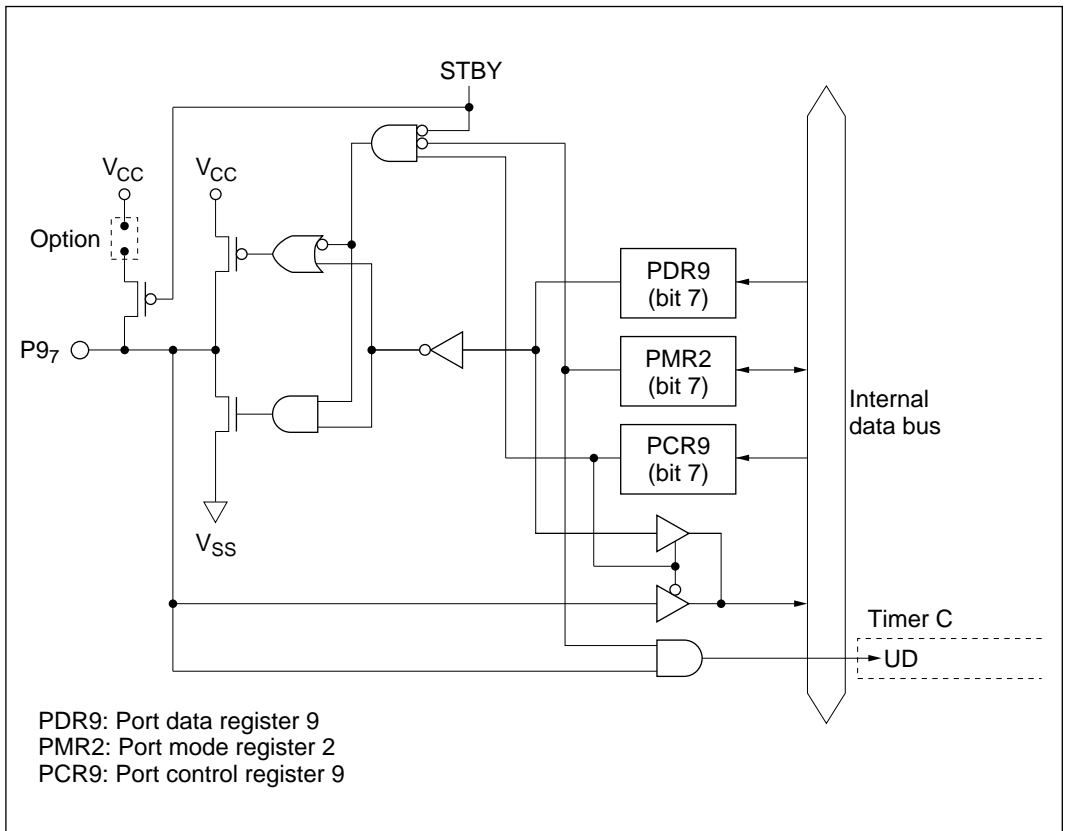 STBY
VCC
VCC
Option
PDR9
(bit 7)
P97
PMR2
(bit 7)
Internal
data bus
PCR9
(bit 7)
VSS
Timer C
UD
PDR9: Port data register 9
PMR2: Port mode register 2
PCR9: Port control register 9